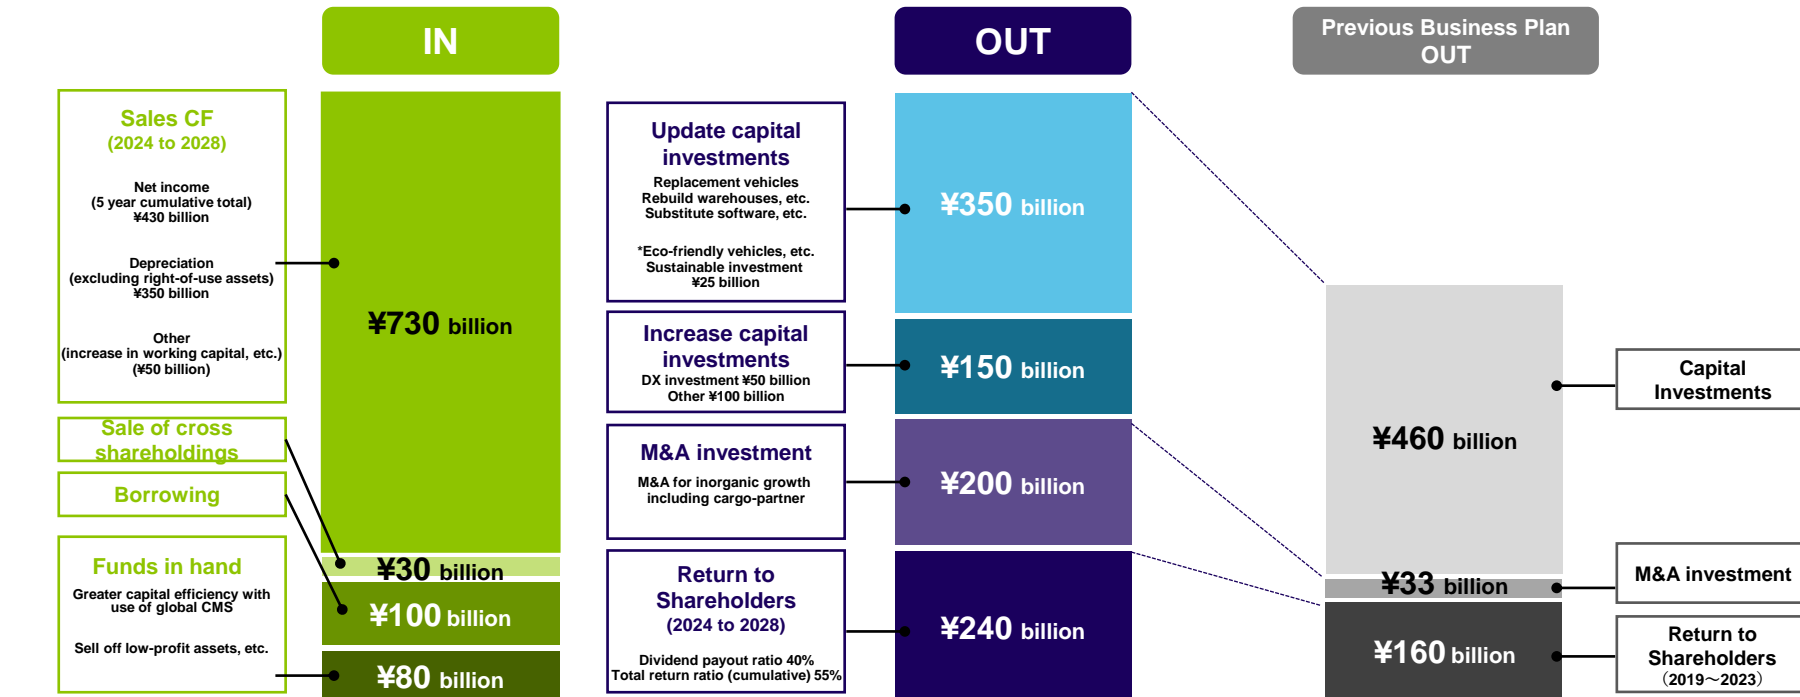 IN
Sales CF
(2024 to 2028)
Net income
(5 year cumulative total)
¥430 billion
Depreciation
(excluding right-of-use assets)
¥350 billion
Other
(increase in working capital, etc.)
(¥50 billion)
Sale of cross
shareholdings
Borrowing
Funds in hand
Greater capital efficiency with
use of global CMS
Sell off low-profit assets, etc.
¥730 billion
¥30 billion
¥100 billion
¥80 billion
OUT
Update capital
investments
Replacement vehicles
Rebuild warehouses, etc.
Substitute software, etc.
*Eco-friendly vehicles, etc.
Sustainable investment
¥25 billion
Increase capital
investments
DX investment ¥50 billion
Other ¥100 billion
M&A investment
M&A for inorganic growth
including cargo-partner
Return to
Shareholders
(2024 to 2028)
Dividend payout ratio 40%
Total return ratio (cumulative) 55%
¥350 billion
¥150 billion
¥200 billion
¥240 billion
Previous Business Plan
OUT
¥460 billion
¥33 billion
¥160 billion
Capital
Investments
M&A investment
Return to
Shareholders
（2019～2023）